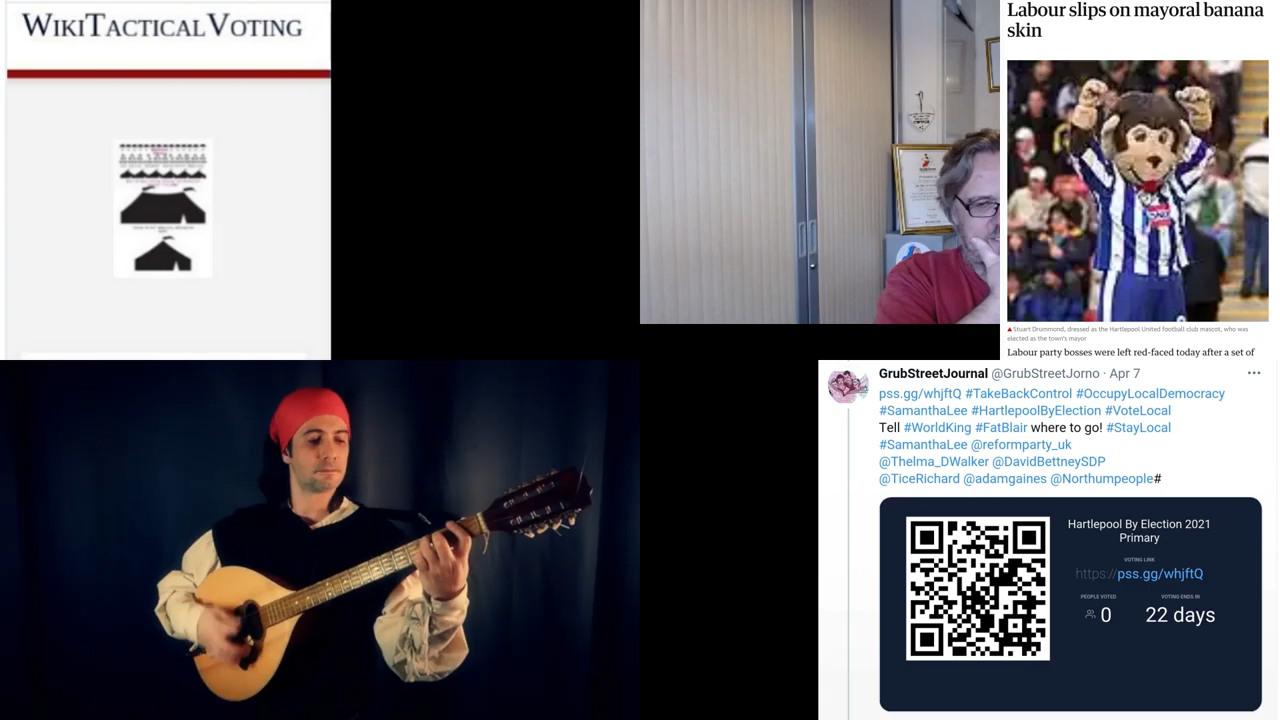 WIKITACTICALVOTING
Labour slips on mayoral banana
skin
▲Stuart Drummond, dressed as the Hartlepool United football club mascot, who was
elected as the town's mayor
Labour party bosses were left red-faced today after a set of
GrubStreetJournal @GrubStreetJorno · Apr 7
pss.gg/whjftQ #TakeBackControl #OccupyLocalDemocracy
#SamanthaLee #HartlepoolByElection #VoteLocal
Tell #WorldKing #FatBlair where to go! #StayLocal
#SamanthaLee @reformparty_uk
@Thelma_DWalker @DavidBettneySDP
@TiceRichard @adamgaines @Northumpeople#
Hartlepool By Election 2021
Primary
VOTING LINK
https://pss.gg/whjftQ
PEOPLE VOTED VOTING ENDS IN
0 22 days